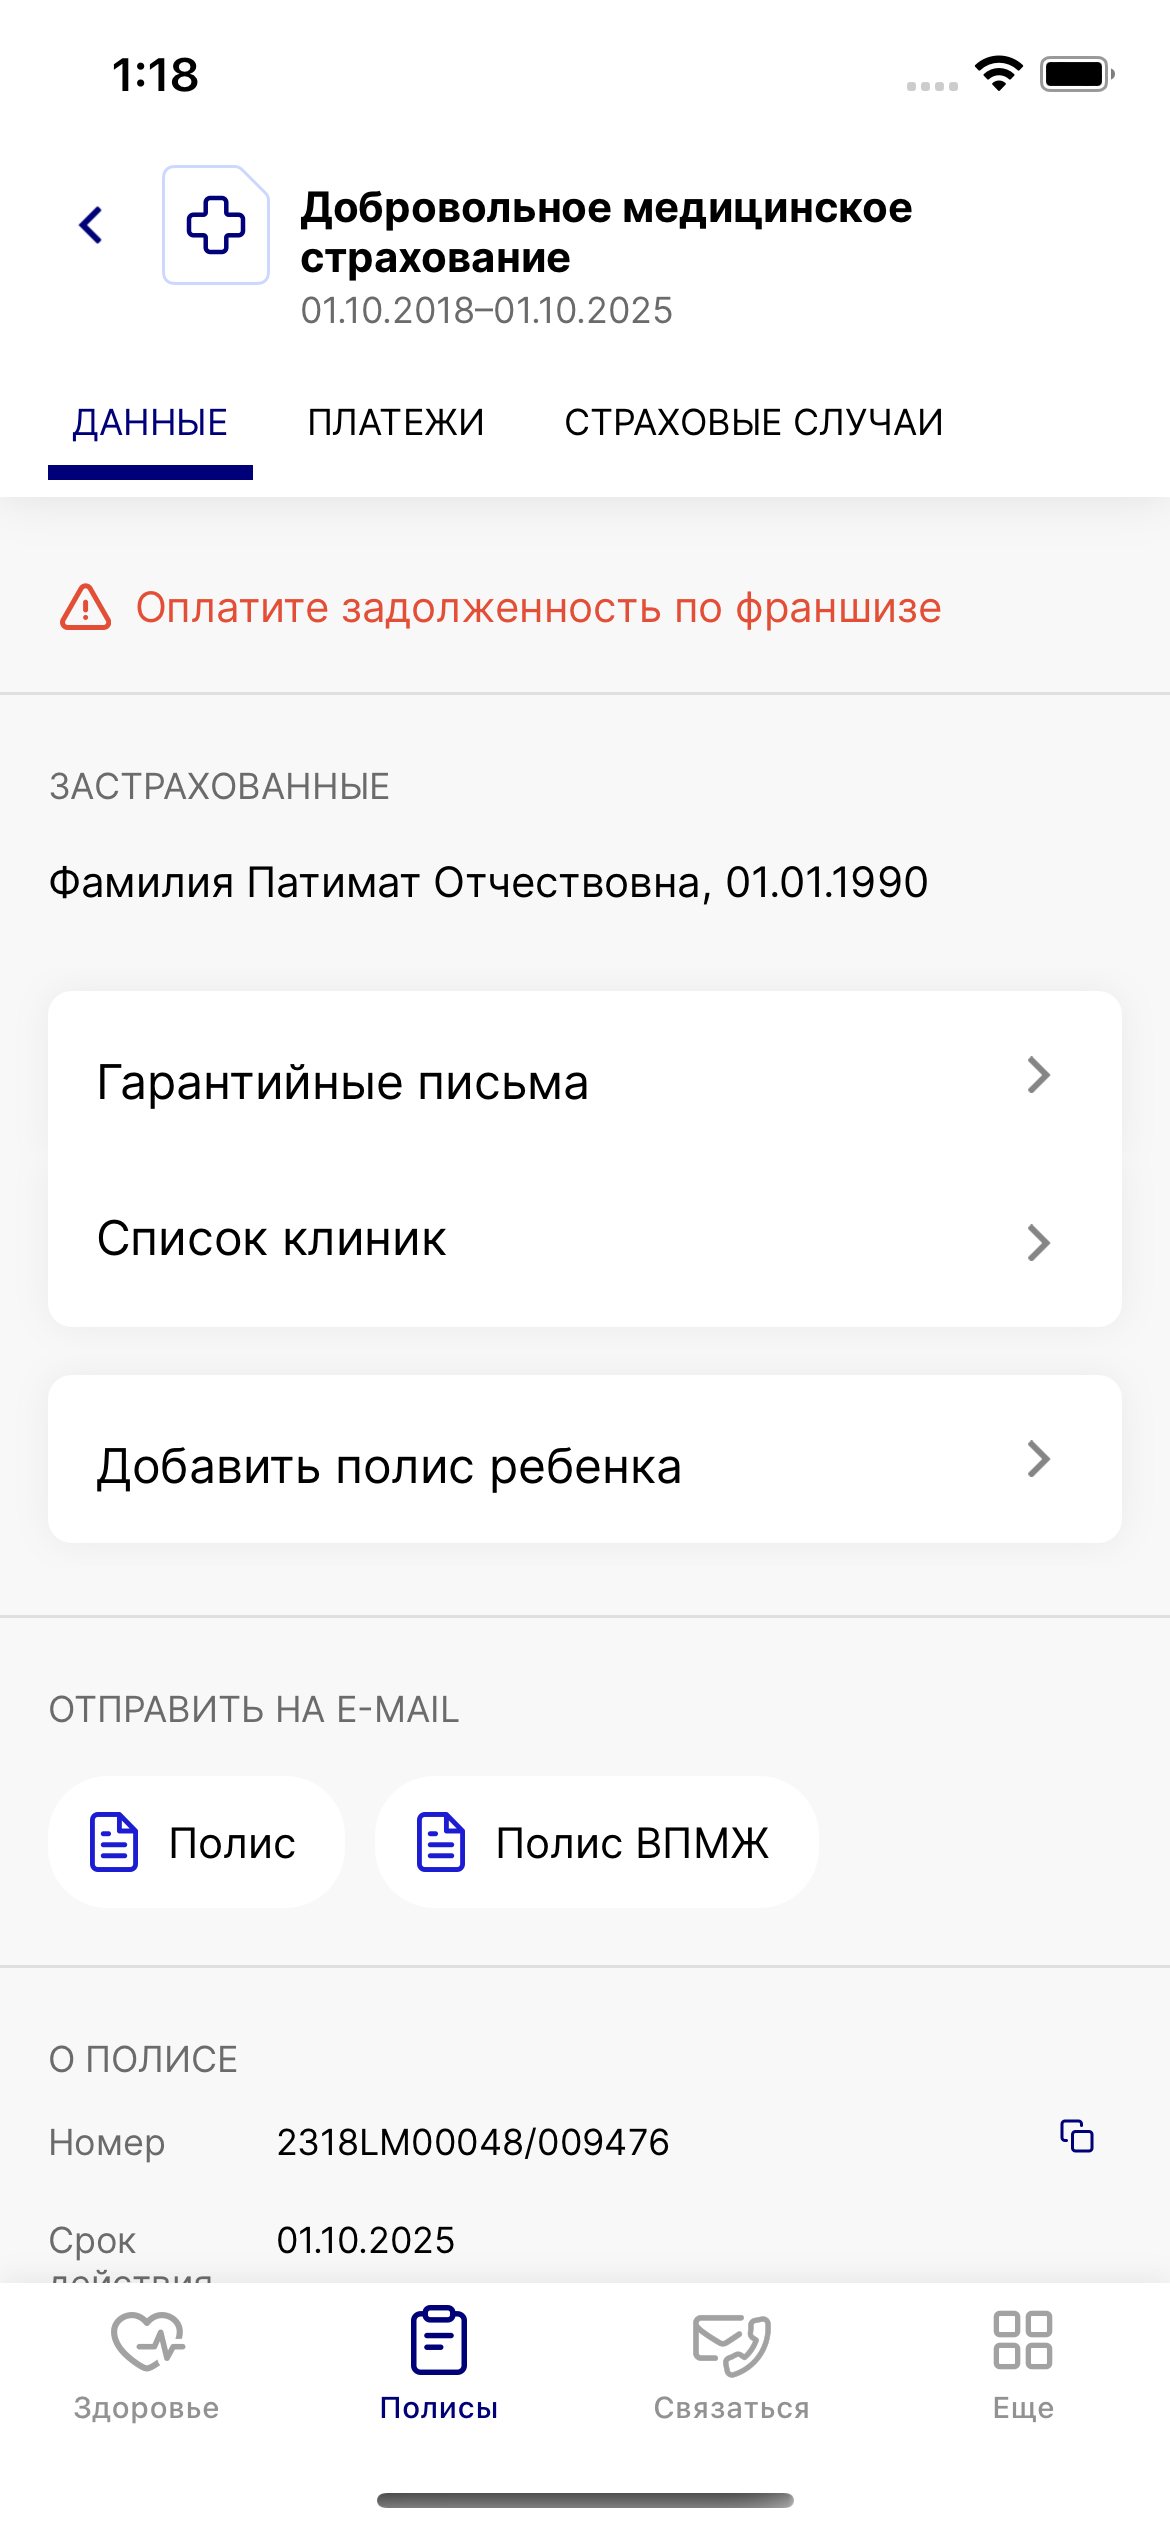 1:18
Добровольное медицинское
страхование
01.10.2018–01.10.2025
ДАННЫЕ ПЛАТЕЖИ СТРАХОВЫЕ СЛУЧАИ
Оплатите задолженность по франшизе
ЗАСТРАХОВАННЫЕ
Фамилия Патимат Отчествовна, 01.01.1990
Гарантийные письма
Список клиник
Добавить полис ребенка
ОТПРАВИТЬ НА E-MAIL
Полис Полис ВПМЖ
О ПОЛИСЕ
Номер 2318LM00048/009476
Срок 01.10.2025
действия
Здоровье Полисы Связаться Еще